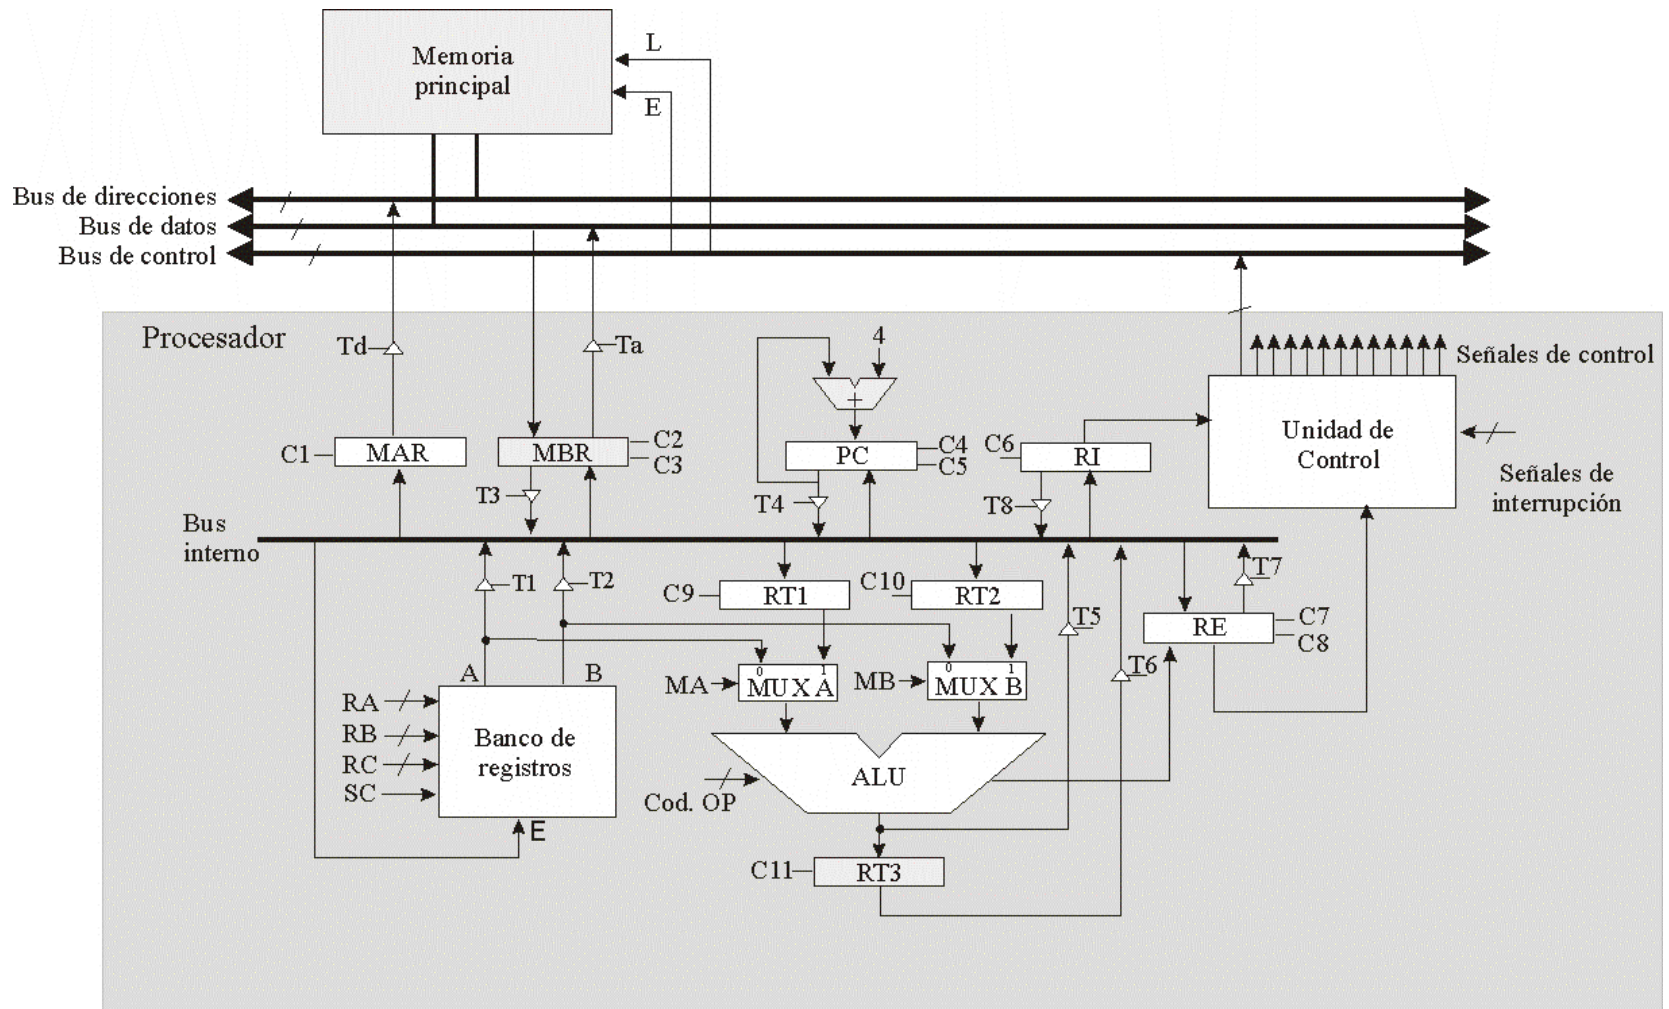 Memoria
principal
L
E
Bus de direcciones
Bus de datos
Bus de control
Procesador
Td
Ta
4
+
Señales de control
C1
MAR
MBR
C2
C3
PC
C4
C5
C6
RI
Unidad de
Control
Señales de
interrupción
T3
T4
T8
Bus
interno
T1
T2
C9
RT1
C10
RT2
T5
T7
RE
C7
C8
T6
A
B
MA
0
1
MUX A
MB
0
1
MUX B
RA
RB
RC
SC
Banco de
registros
E
Cod. OP
ALU
C11
RT3